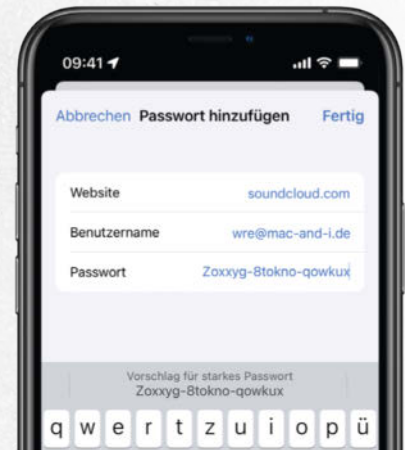 09:41
Abbrechen Passwort hinzufügen Fertig
Website soundcloud.com
Benutzername wre@mac-and-i.de
Passwort Zoxxyg-8tokno-qowkux
Vorschlag für starkes Passwort
Zoxxyg-8tokno-qowkux
q w e r t z u i o p ü